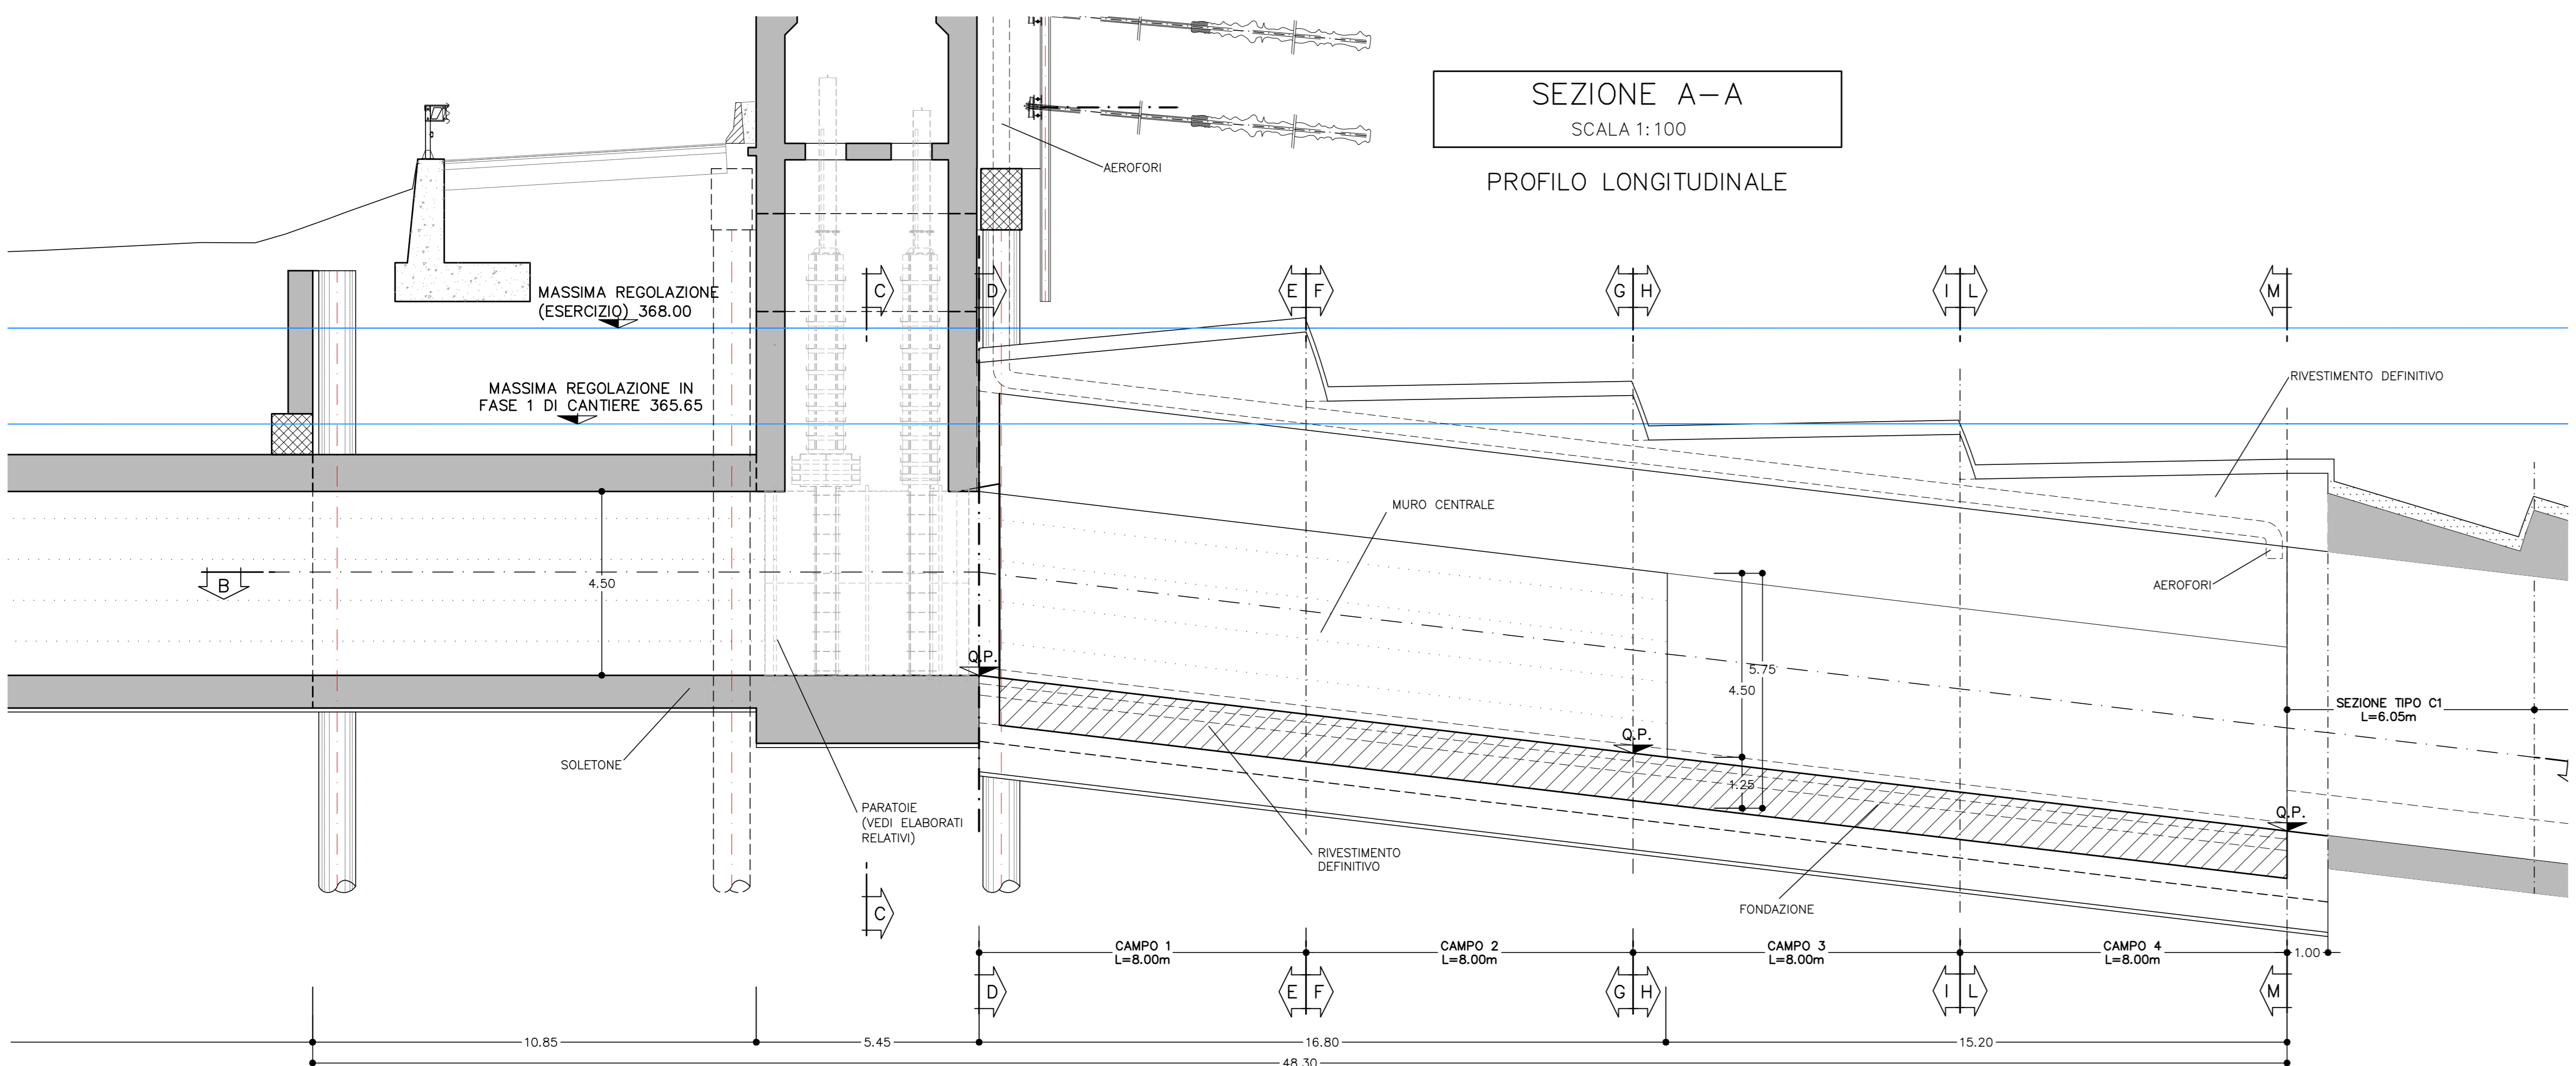 SEZIONE A-A
SCALA 1:100
PROFILO LONGITUDINALE
AEROFORI
C
D
E
F
G
H
I
L
M
MASSIMA REGOLAZIONE
(ESERCIZIO) 368.00
MASSIMA REGOLAZIONE IN
FASE 1 DI CANTIERE 365.65
RIVESTIMENTO DEFINITIVO
MURO CENTRALE
B
4.50
AEROFORI
Q.P.
5.75
4.50
SEZIONE TIPO C1
L=6.05m
Q.P.
1.25
SOLETONE
PARATOIE
(VEDI ELABORATI
RELATIVI)
Q.P.
RIVESTIMENTO
DEFINITIVO
FONDAZIONE
C
CAMPO 1
L=8.00m
CAMPO 2
L=8.00m
CAMPO 3
L=8.00m
CAMPO 4
L=8.00m
1.00
D
E
F
G
H
I
L
M
10.85
5.45
16.80
15.20
48.30